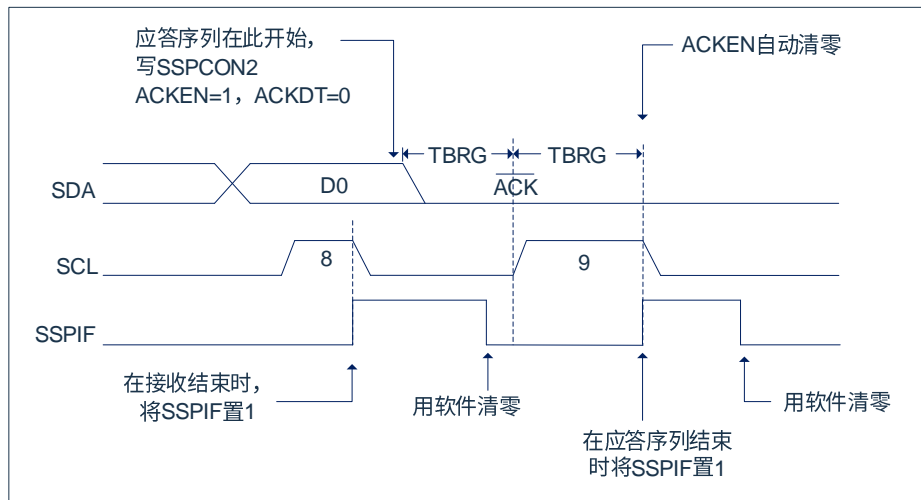 应答序列在此开始，
写SSPCON2
ACKEN=1，ACKDT=0
ACKEN自动清零
TBRG
TBRG
SDA
D0
ACK
SCL
8
9
SSPIF
在接收结束时，
将SSPIF置1
用软件清零
在应答序列结束
时将SSPIF置1
用软件清零